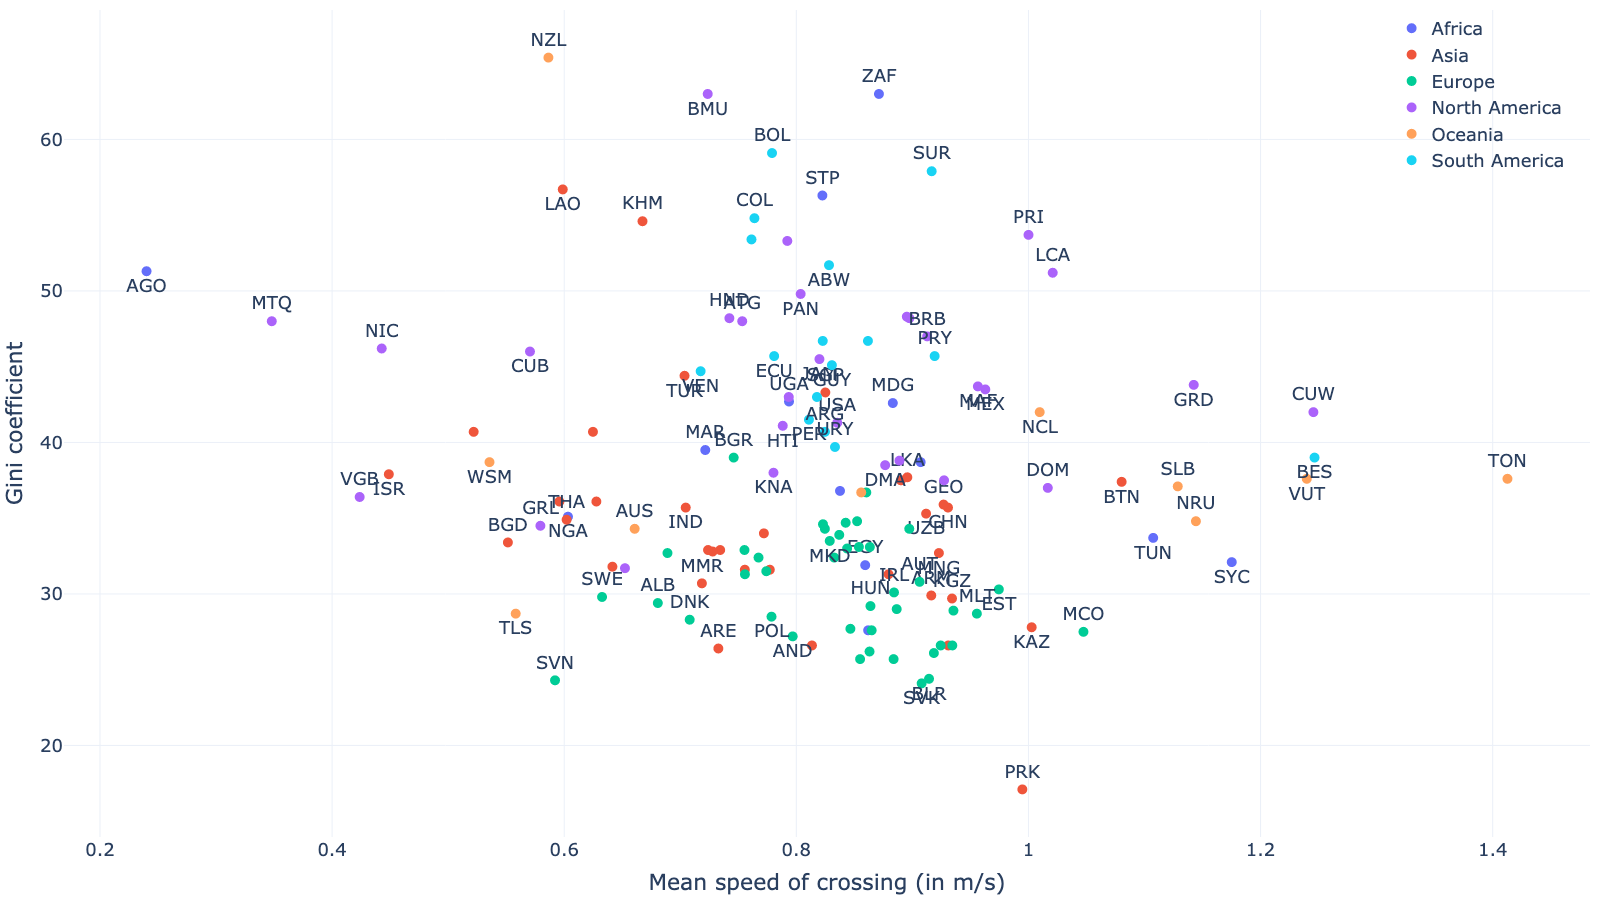 NZL
Africa
ZAF
Asia
Europe
BMU
North America
BOL
Oceania
60
SUR
South America
STP
LAO
KHM
COL
PRI
LCA
AGO
ABW
50
MTQ
HND
ATG
PAN
BRB
NIC
PRY
CUB
ECU
TUR
VEN
UGA
GUY
MDG
MEX
GRD
CUW
USA
ARG
NCL
MAR
BGR
HTI
PER
URY
40
VGB
ISR
WSM
KNA
LKA
DMA
GEO
DOM
BTN
SLB
BES
VUT
TON
NRU
GRL
THA
NGA
BGD
AUS
IND
UZB
CHN
MMR
MKD
EGY
TUN
AUT
MNG
SYC
SWE
ALB
HUN
IRL
ARM
KGZ
30
DNK
MLT
EST
MCO
TLS
ARE
POL
AND
KAZ
SVN
SVK
BLR
20
PRK
0.2
0.4
0.6
0.8
1
1.2
1.4
Mean speed of crossing (in m/s)
Gini coefficient